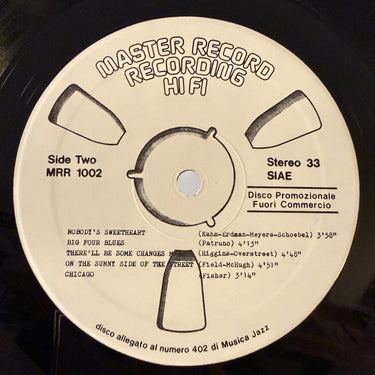 MASTER RECORD
RECORDING
HI FI
Side Two
MRR 1002
Stereo 33
SIAE
Disco Promozionale
Fuori Commercio
NOBODY'S SWEETHEART (Kahn-Erdman-Meyers-Schoebel) 3'58"
BIG FOUR BLUES (Patruno) 4'13"
THERE'LL BE SOME CHANGES (Higgins-Overstreet) 4'48"
ON THE SUNNY SIDE OF THE STREET (Field-McHugh) 4'51"
CHICAGO (Fisher) 3'14"
disco allegato al numero 402 di Musica Jazz